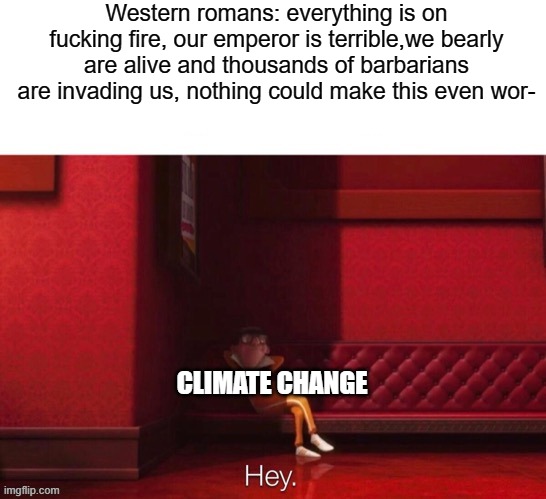 Western romans: everything is on
fucking fire, our emperor is terrible,we bearly
are alive and thousands of barbarians
are invading us, nothing could make this even wor-
CLIMATE CHANGE
Hey.
imgflip.com